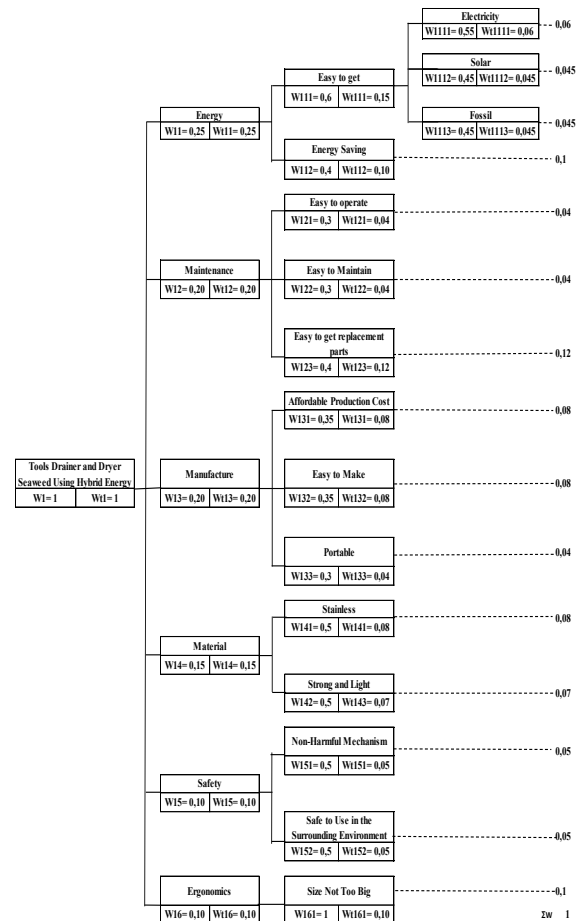 Electricity
W1111= 0,55 Wt1111= 0,06
0,06
Solar
W1112= 0,45 Wt1112= 0,045
0,045
Easy to get
W111= 0,6 Wt111= 0,15
Fossil
W1113= 0,45 Wt1113= 0,045
0,045
Energy
W11= 0,25 Wt11= 0,25
Energy Saving
W112= 0,4 Wt112= 0,10
0,1
Easy to operate
W121= 0,3 Wt121= 0,04
0,04
Maintenance
W12= 0,20 Wt12= 0,20
Easy to Maintain
W122= 0,3 Wt122= 0,04
0,04
Easy to get replacement
parts
W123= 0,4 Wt123= 0,12
0,12
Affordable Production Cost
W131= 0,35 Wt131= 0,08
0,08
Tools Drainer and Dryer
Seaweed Using Hybrid Energy
W1= 1 Wt1= 1
Manufacture
W13= 0,20 Wt13= 0,20
Easy to Make
W132= 0,35 Wt132= 0,08
0,08
Portable
W133= 0,3 Wt133= 0,04
0,04
Stainless
W141= 0,5 Wt141= 0,08
0,08
Material
W14= 0,15 Wt14= 0,15
Strong and Light
W142= 0,5 Wt143= 0,07
0,07
Non-Harmful Mechanism
W151= 0,5 Wt151= 0,05
0,05
Safety
W15= 0,10 Wt15= 0,10
Safe to Use in the
Surrounding Environment
W152= 0,5 Wt152= 0,05
0,05
Ergonomics
W16= 0,10 Wt16= 0,10
Size Not Too Big
W161= 1 Wt161= 0,10
0,1
Σw 1